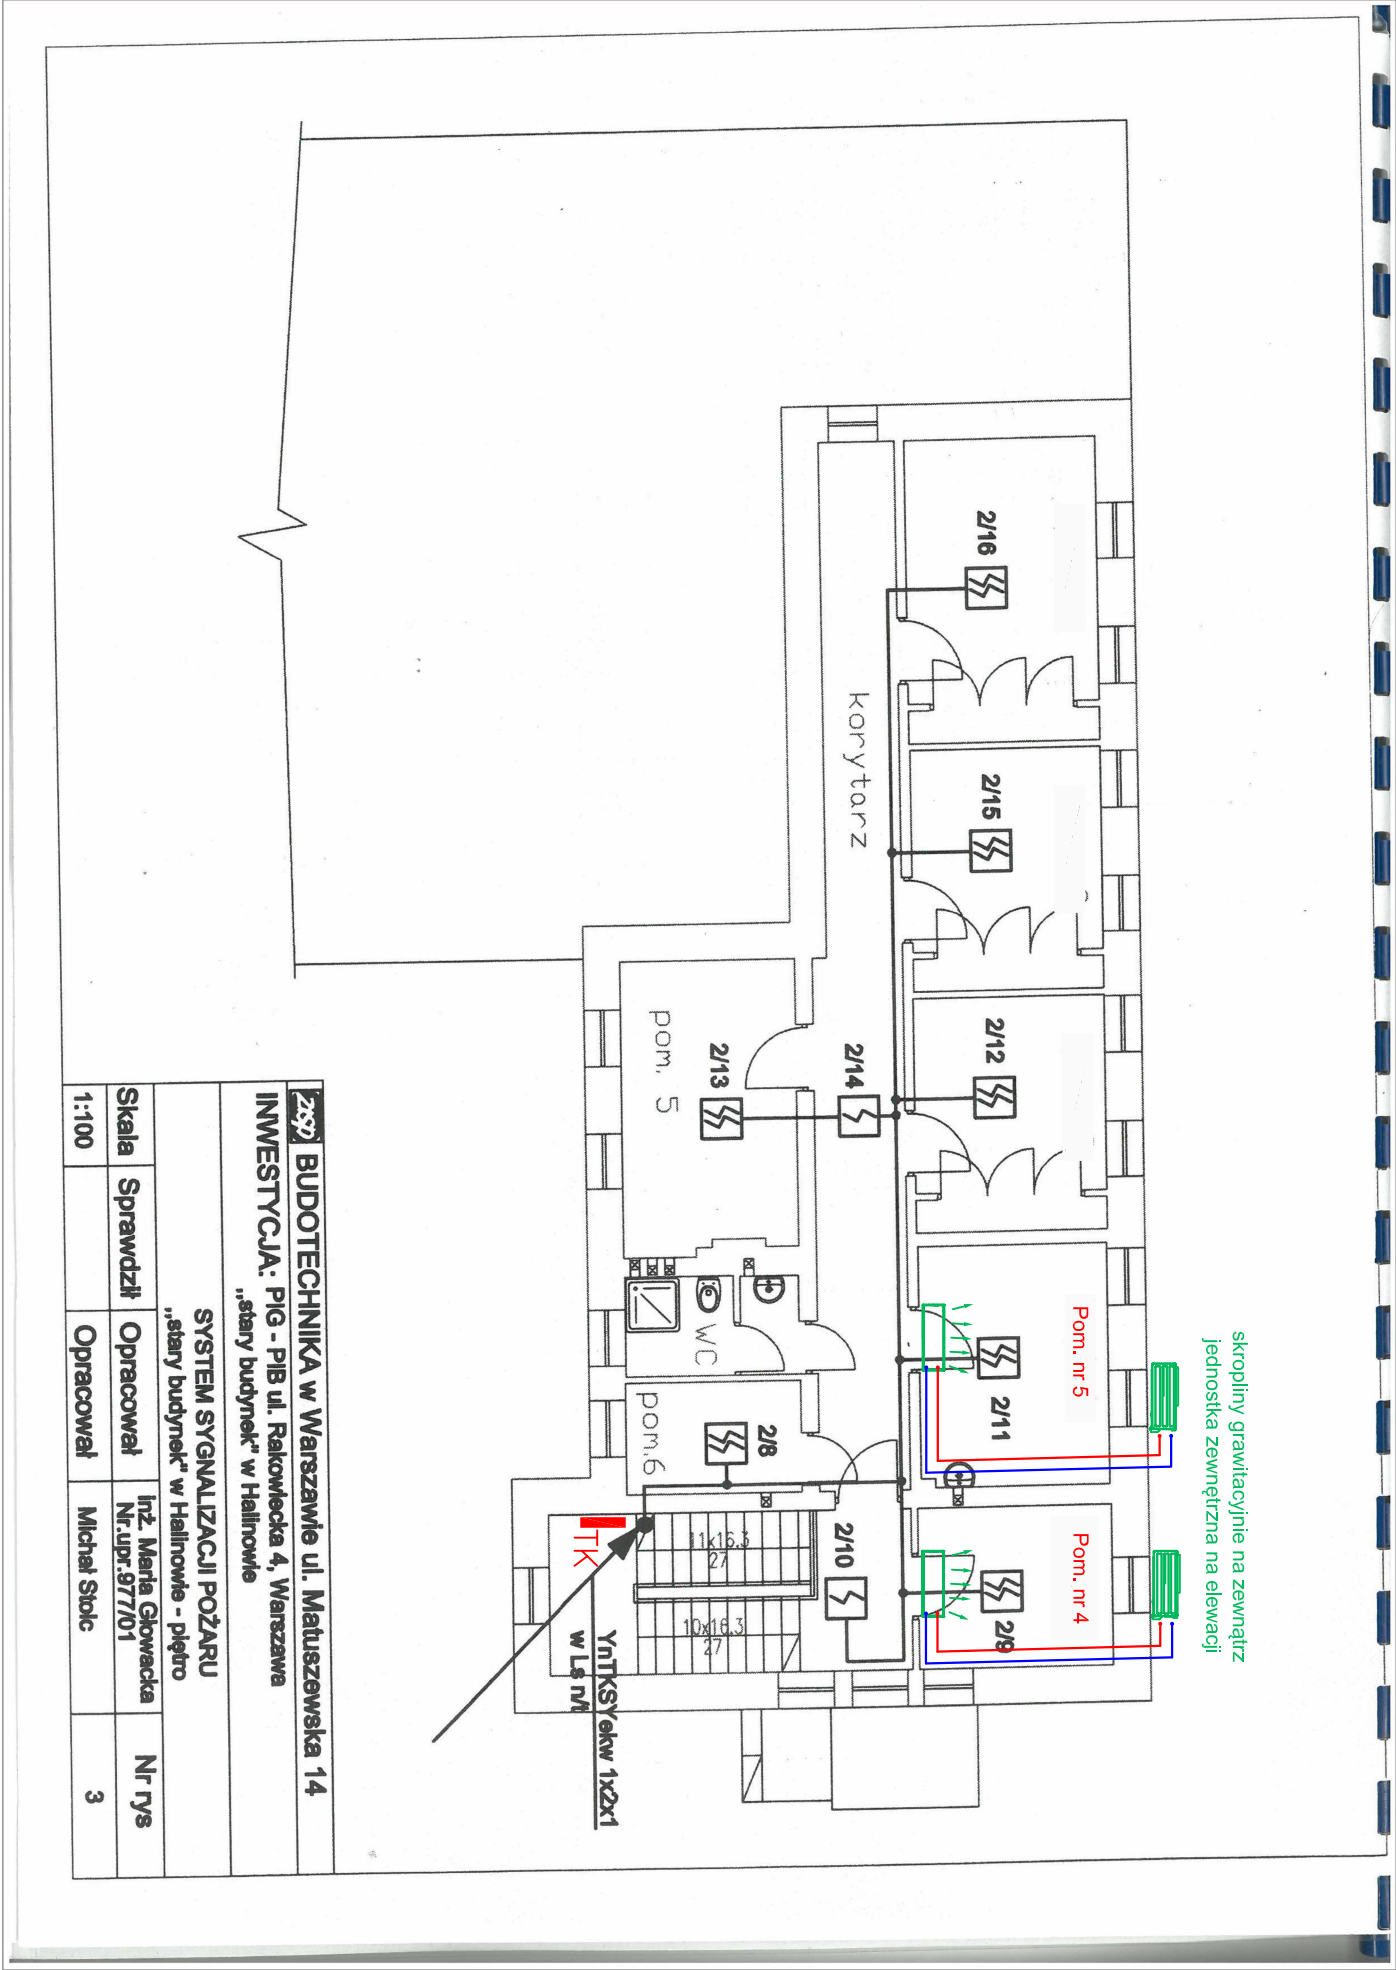 skropliny grawitacyjnie na zewnątrz
jednostka zewnętrzna na elewacji
Pom. nr 5
Pom. nr 4
2/16
2/15
2/12
2/11
2/9
korytarz
2/14
2/13
pom. 5
WC
2/8
pom.6
2/10
11x16,3
27
10x16,3
27
TK
YnTKSYekw 1x2x1
w Ls n/t
ZKSP BUDOTECHNIKA w Warszawie ul. Matuszewska 14
INWESTYCJA: PIG - PIB ul. Rakowiecka 4, Warszawa
„stary budynek" w Halinowie
SYSTEM SYGNALIZACJI POŻARU
„stary budynek" w Halinowie - piętro
Skala Sprawdził Opracował inż. Maria Głowacka
Nr.upr.977/01 Nr rys
1:100 Opracował Michał Stolc 3